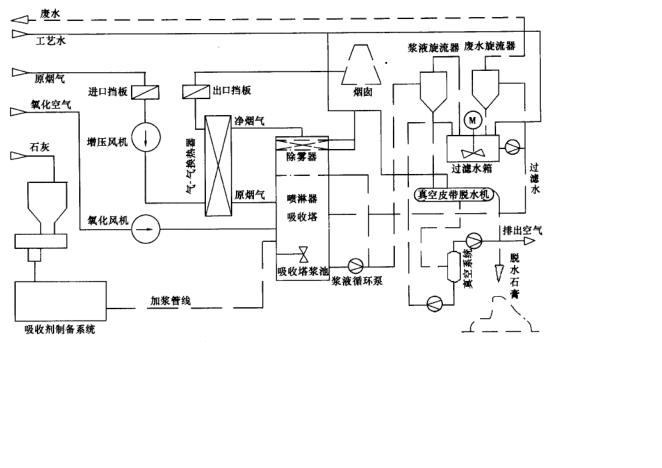 废水
工艺水
浆液旋流器
废水旋流器
原烟气
进口挡板
出口挡板
烟囱
氧化空气
增压风机
净烟气
M
石灰
气-气换热器
除雾器
过滤水箱
过滤水
原烟气
喷淋器
真空皮带脱水机
氧化风机
吸收塔
排出空气
真空系统
脱水石膏
吸收塔浆池
浆液循环泵
加浆管线
吸收剂制备系统